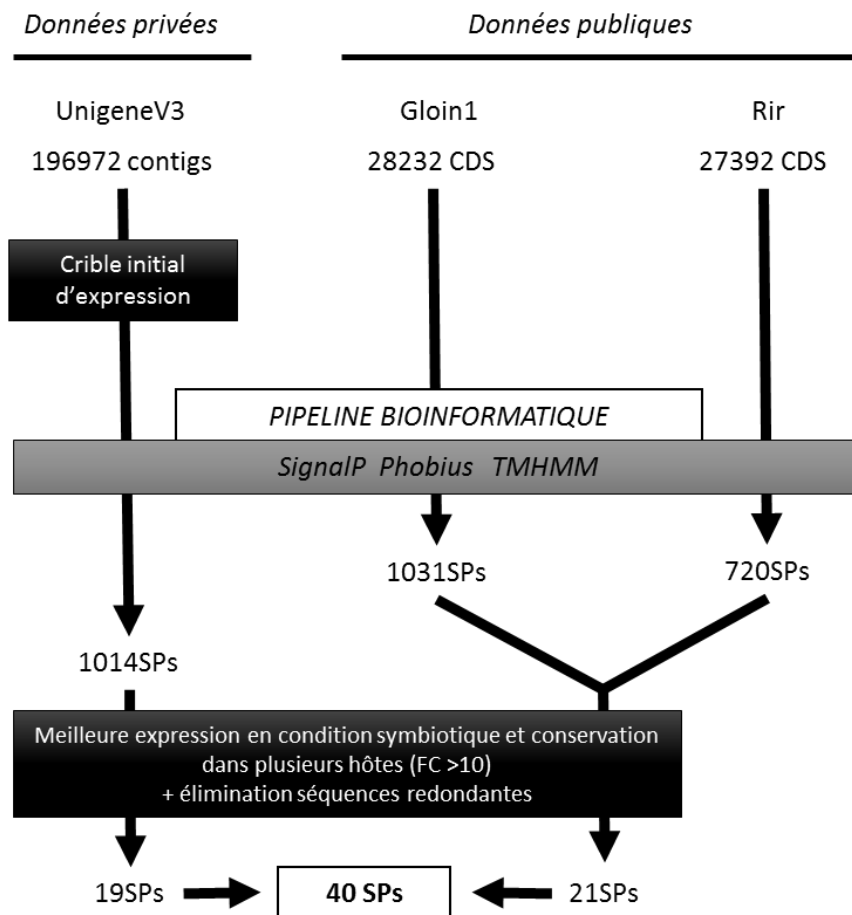 Données privées
Données publiques
UnigeneV3
Gloin1
Rir
196972 contigs
28232 CDS
27392 CDS
Crible initial
d’expression
PIPELINE BIOINFORMATIQUE
SignalP Phobius TMHMM
1031SPs
720SPs
1014SPs
Meilleure expression en condition symbiotique et conservation
dans plusieurs hôtes (FC >10)
+ élimination séquences redondantes
19SPs
40 SPs
21SPs